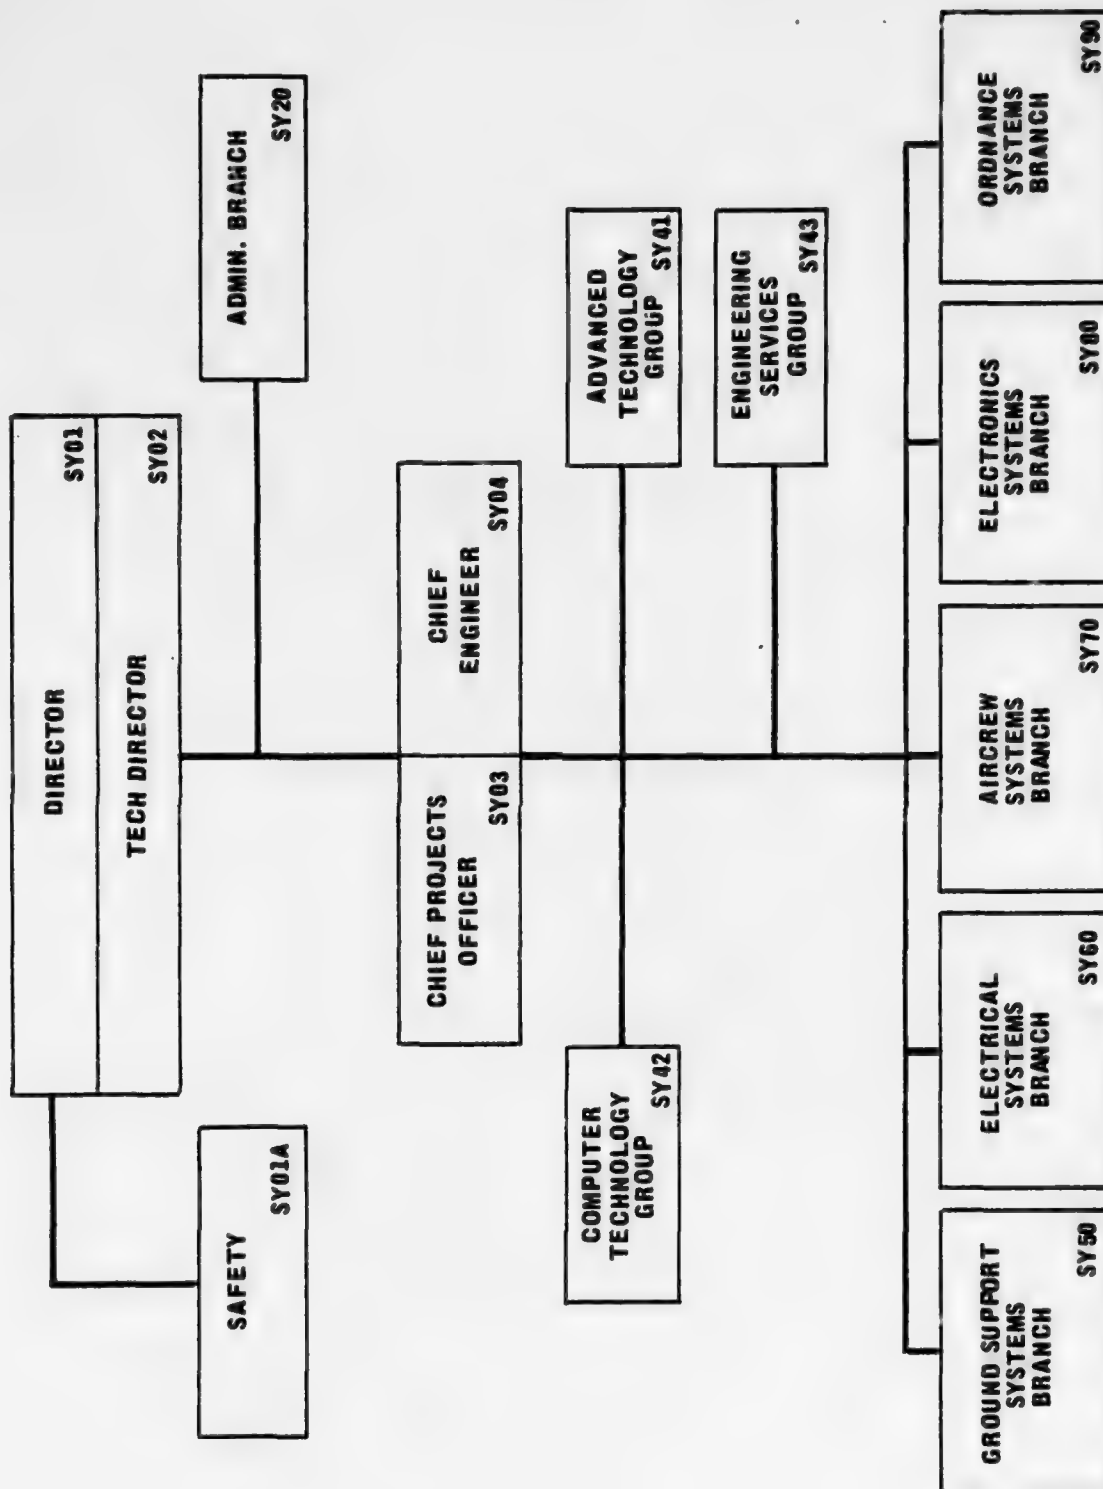 DIRECTOR
SY01
TECH DIRECTOR
SY02
SAFETY
SY01A
ADMIN. BRANCH
SY20
CHIEF PROJECTS
OFFICER
SY03
CHIEF
ENGINEER
SY04
COMPUTER
TECHNOLOGY
GROUP
SY42
ADVANCED
TECHNOLOGY
GROUP
SY41
ENGINEERING
SERVICES
GROUP
SY43
GROUND SUPPORT
SYSTEMS
BRANCH
SY50
ELECTRICAL
SYSTEMS
BRANCH
SY60
AIRCREW
SYSTEMS
BRANCH
SY70
ELECTRONICS
SYSTEMS
BRANCH
SY80
ORDNANCE
SYSTEMS
BRANCH
SY90